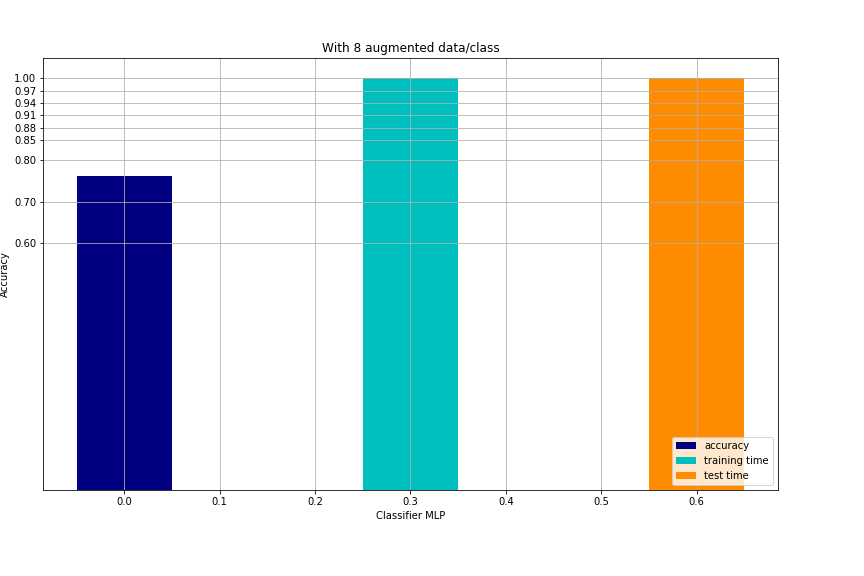 With 8 augmented data/class
1.00
0.97
0.94
0.91
0.88
0.85
0.80
0.70
0.60
Accuracy
accuracy
training time
test time
0.0 0.1 0.2 0.3 0.4 0.5 0.6
Classifier MLP